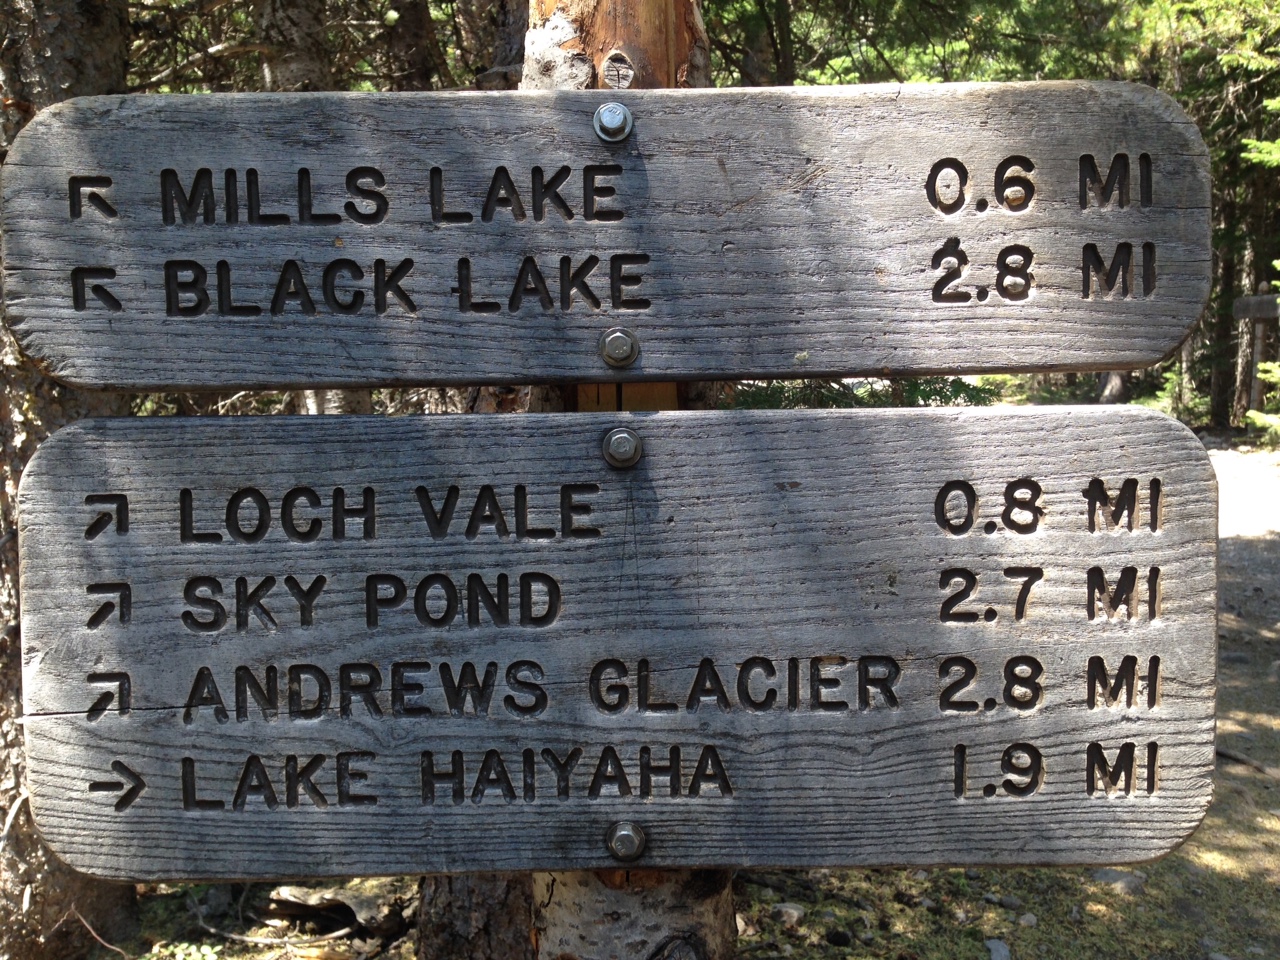 ↖ MILLS LAKE 0.6 MI
↖ BLACK LAKE 2.8 MI
↗ LOCH VALE 0.8 MI
↗ SKY POND 2.7 MI
↗ ANDREWS GLACIER 2.8 MI
→ LAKE HAIYAHA 1.9 MI